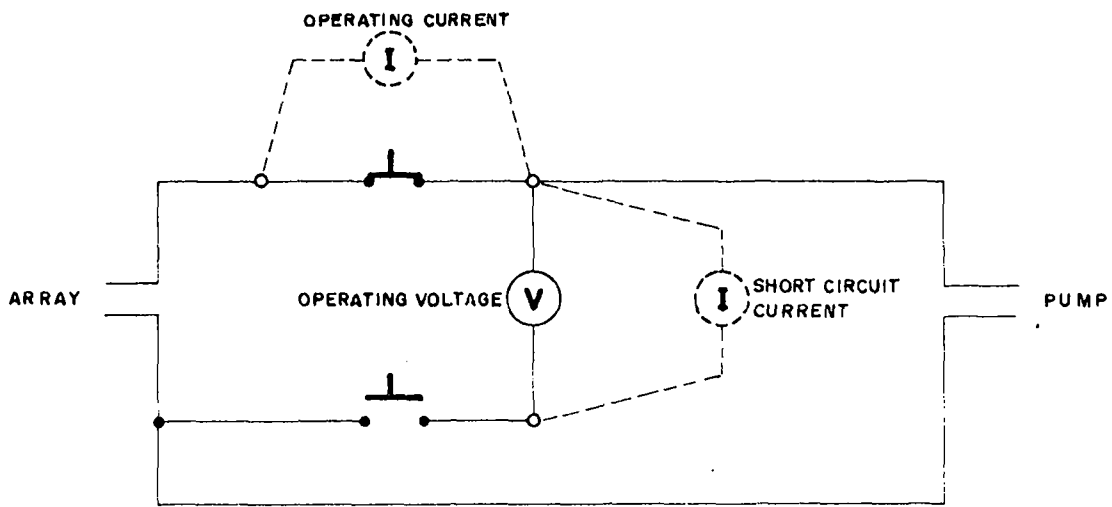 OPERATING CURRENT
I
ARRAY
OPERATING VOLTAGE
V
I
SHORT CIRCUIT
CURRENT
PUMP